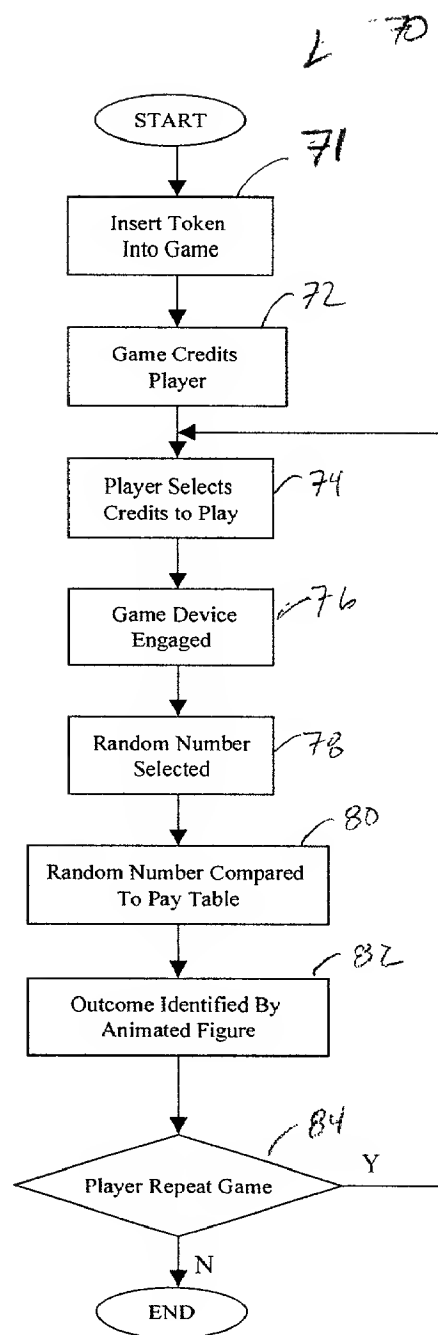 70
START
71
Insert Token
Into Game
72
Game Credits
Player
Player Selects
Credits to Play
74
Game Device
Engaged
76
Random Number
Selected
78
80
Random Number Compared
To Pay Table
82
Outcome Identified By
Animated Figure
84
Player Repeat Game
Y
N
END